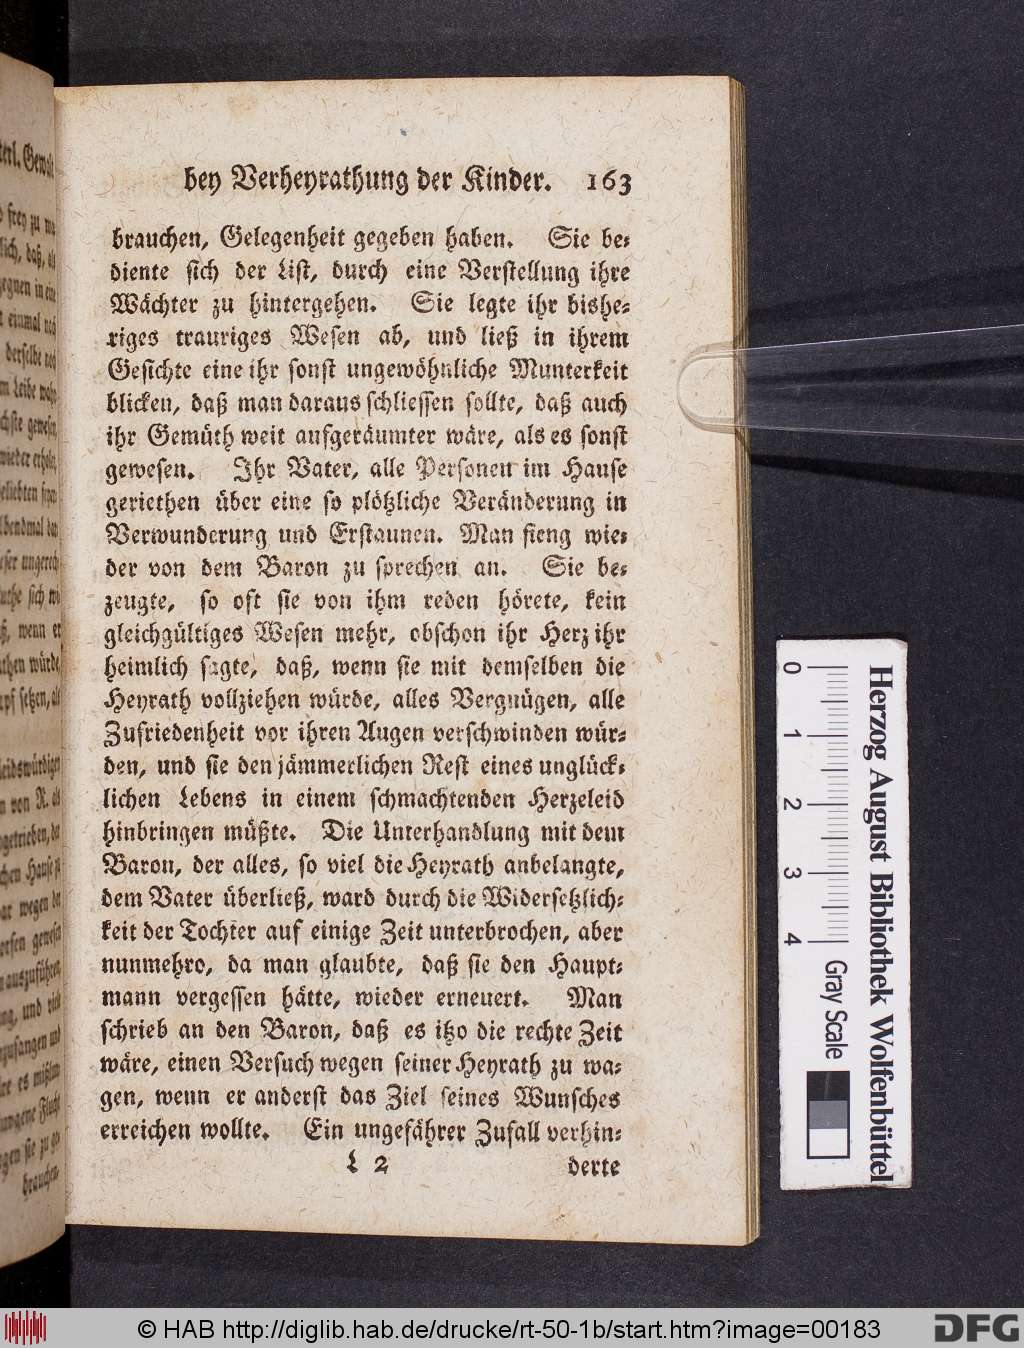 bey Verheyrathung der Kinder. 163
brauchen, Gelegenheit gegeben haben. Sie be-
diente sich der List, durch eine Verstellung ihre
Wächter zu hintergehen. Sie legte ihr bishe-
riges trauriges Wesen ab, und ließ in ihrem
Gesichte eine ihr sonst ungewöhnliche Munterkeit
blicken, daß man daraus schliessen sollte, daß auch
ihr Gemüth weit aufgeräumter wäre, als es sonst
gewesen. Ihr Vater, alle Personen im Hause
geriethen über eine so plötzliche Veränderung in
Verwunderung und Erstaunen. Man fieng wie-
der von dem Baron zu sprechen an. Sie be-
zeugte, so oft sie von ihm reden hörete, kein
gleichgültiges Wesen mehr, obschon ihr Herz ihr
heimlich sagte, daß, wenn sie mit demselben die
Heyrath vollziehen würde, alles Vergnügen, alle
Zufriedenheit vor ihren Augen verschwinden wür-
den, und sie den jämmerlichen Rest eines unglück-
lichen Lebens in einem schmachtenden Herzeleid
hinbringen müßte. Die Unterhandlung mit dem
Baron, der alles, so viel die Heyrath anbelangte,
dem Vater überließ, ward durch die Widersetzlich-
keit der Tochter auf einige Zeit unterbrochen, aber
nunmehro, da man glaubte, daß sie den Haupt-
mann vergessen hätte, wieder erneuert. Man
schrieb an den Baron, daß es itzo die rechte Zeit
wäre, einen Versuch wegen seiner Heyrath zu wa-
gen, wenn er anderst das Ziel seines Wunsches
erreichen wollte. Ein ungefährer Zufall verhin-
L 2 derte
Herzog August Bibliothek Wolfenbüttel
0 1 2 3 4 Gray Scale
© HAB http://diglib.hab.de/drucke/rt-50-1b/start.htm?image=00183
DFG